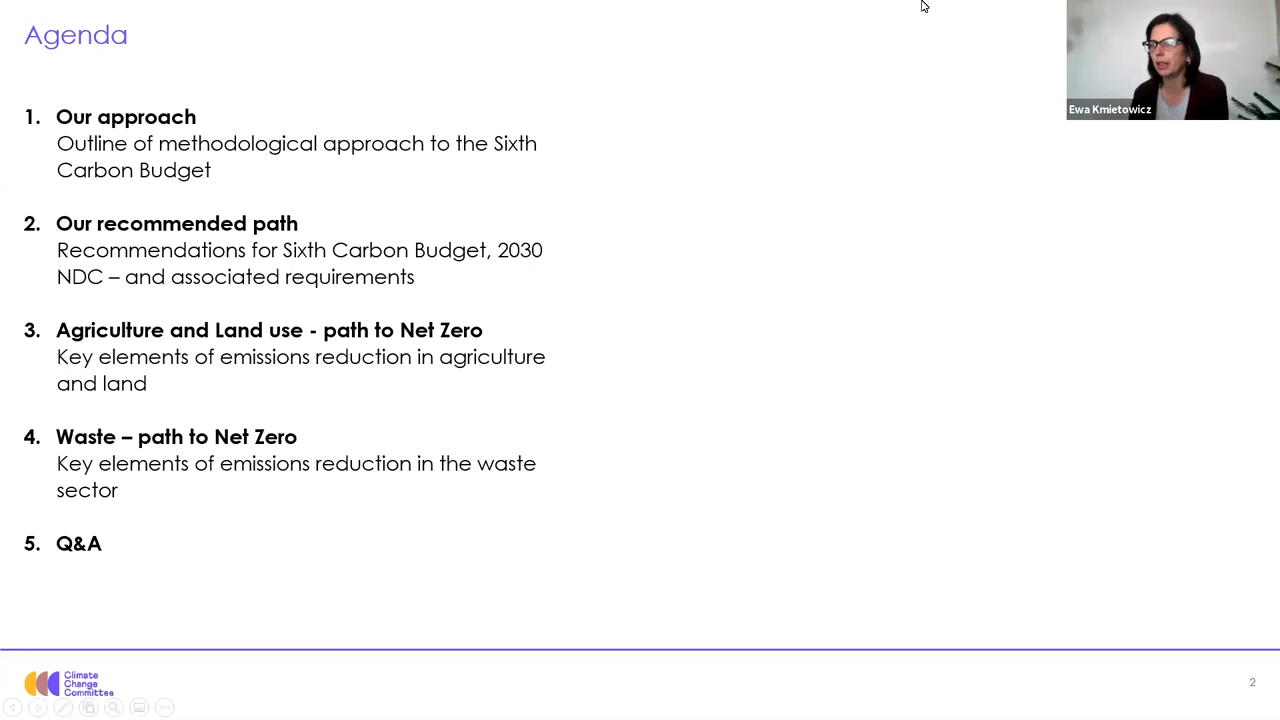 Agenda
Ewa Kmietowicz
1. Our approach
Outline of methodological approach to the Sixth
Carbon Budget
2. Our recommended path
Recommendations for Sixth Carbon Budget, 2030
NDC – and associated requirements
3. Agriculture and Land use - path to Net Zero
Key elements of emissions reduction in agriculture
and land
4. Waste – path to Net Zero
Key elements of emissions reduction in the waste
sector
5. Q&A
Climate
Change
Committee
2